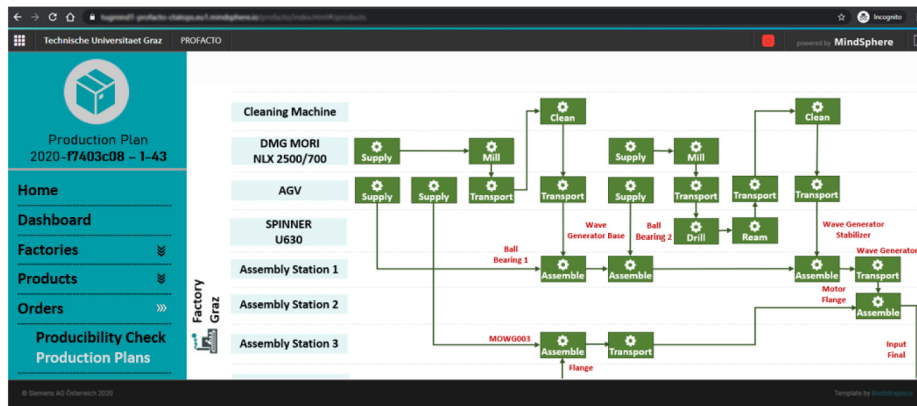 Incognito
Technische Universitaet Graz
PROFACTO
powered by MindSphere
Production Plan
2020-f7403c08 – 1-43
Home
Dashboard
Factories
Products
Orders
Producibility Check
Production Plans
Factory
Graz
Cleaning Machine
Clean
Clean
DMG MORI
NLX 2500/700
Supply
Mill
Supply
Mill
AGV
Supply
Supply
Transport
Transport
Supply
Transport
Transport
Transport
SPINNER
U630
Wave
Generator Base
Ball
Bearing 2
Drill
Ream
Wave Generator
Stabilizer
Ball
Bearing 1
Wave Generator
Assembly Station 1
Assemble
Assemble
Assemble
Transport
Motor
Flange
Assembly Station 2
Assemble
Assembly Station 3
MOWG003
Assemble
Transport
Input
Final
Flange
© Siemens AG Österreich 2020
Template by Bootstrapious